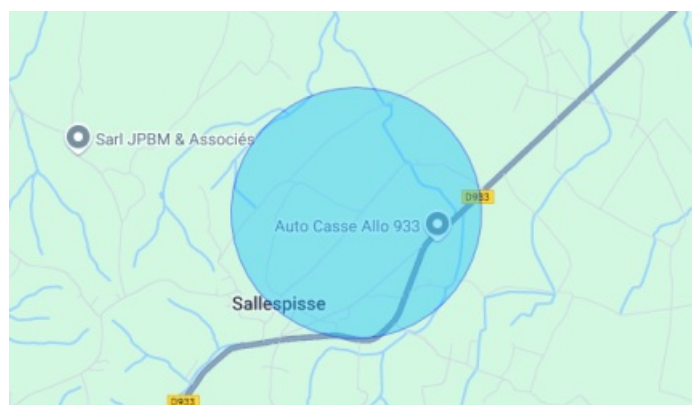 Sarl JPBM & Associés
D933
Auto Casse Allo 933
Sallespisse
D933